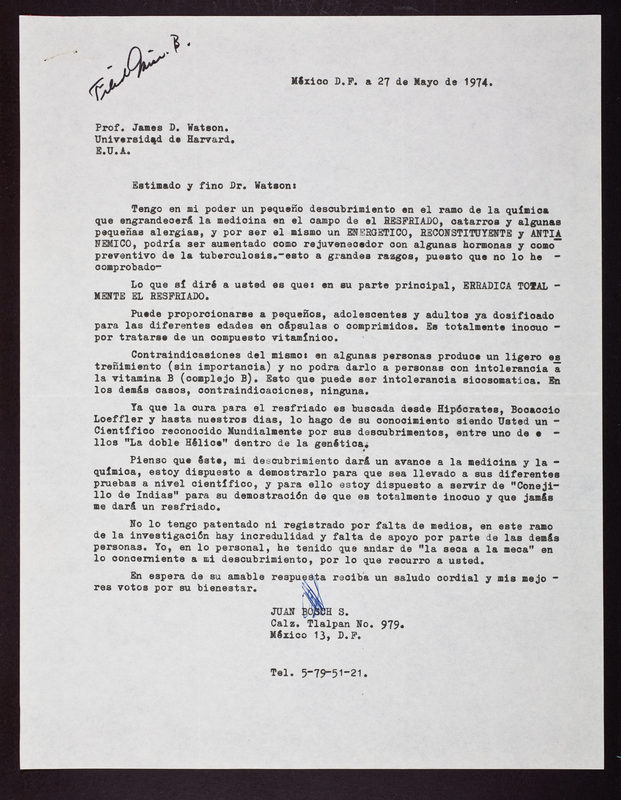 B.
México D.F. a 27 de Mayo de 1974.
Prof. James D. Watson.
Universidad de Harvard.
E.U.A.
Estimado y fino Dr. Watson:
Tengo en mi poder un pequeño descubrimiento en el ramo de la química
que engrandecerá la medicina en el campo de el RESFRIADO, catarros y algunas
pequeñas alergias, y por ser el mismo un ENERGETICO, RECONSTITUYENTE y ANTIA
NEMICO, podría ser aumentado como rejuvenecedor con algunas hormonas y como
preventivo de la tuberculosis.-esto a grandes razgos, puesto que no lo he -
comprobado-
Lo que sí diré a usted es que: en su parte principal, ERRADICA TOTAL -
MENTE EL RESFRIADO.
Puede proporcionarse a pequeños, adolescentes y adultos ya dosificado
para las diferentes edades en cápsulas o comprimidos. Es totalmente inocuo -
por tratarse de un compuesto vitamínico.
Contraindicasiones del mismo: en algunas personas produce un ligero es
treñimiento (sin importancia) y no podra darlo a personas con intolerancia a
la vitamina B (complejo B). Esto que puede ser intolerancia sicosomatica. En
los demás casos, contraindicaciones, ninguna.
Ya que la cura para el resfriado es buscada desde Hipócrates, Bocaccio
Loeffler y hasta nuestros dias, lo hago de su conocimiento siendo Usted un -
Científico reconocido Mundialmente por sus descubrimentos, entre uno de e -
llos "La doble Hélice" dentro de la genética.
Pienso que éste, mi descubrimiento dará un avance a la medicina y la -
química, estoy dispuesto a demostrarlo para que sea llevado a sus diferentes
pruebas a nivel científico, y para ello estoy dispuesto a servir de "Coneji-
llo de Indias" para su demostración de que es totalmente inocuo y que jamás
me dará un resfriado.
No lo tengo patentado ni registrado por falta de medios, en este ramo
de la investigación hay incredulidad y falta de apoyo por parte de las demás
personas. Yo, en lo personal, he tenido que andar de "la seca a la meca" en
lo concerniente a mi descubrimiento, por lo que recurro a usted.
En espera de su amable respuesta reciba un saludo cordial y mis mejo -
res votos por su bienestar.
JUAN BOSCH S.
Calz. Tlalpan No. 979.
México 13, D.F.
Tel. 5-79-51-21.